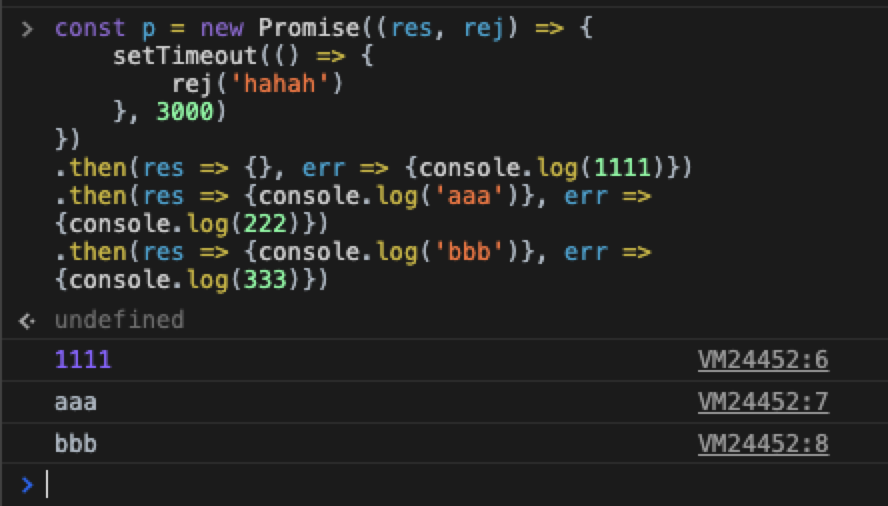 > const p = new Promise((res, rej) => {
    setTimeout(() => {
        rej('hahah')
    }, 3000)
})
.then(res => {}, err => {console.log(1111)})
.then(res => {console.log('aaa')}, err =>
{console.log(222)})
.then(res => {console.log('bbb')}, err =>
{console.log(333)})
undefined
1111 VM24452:6
aaa VM24452:7
bbb VM24452:8
>